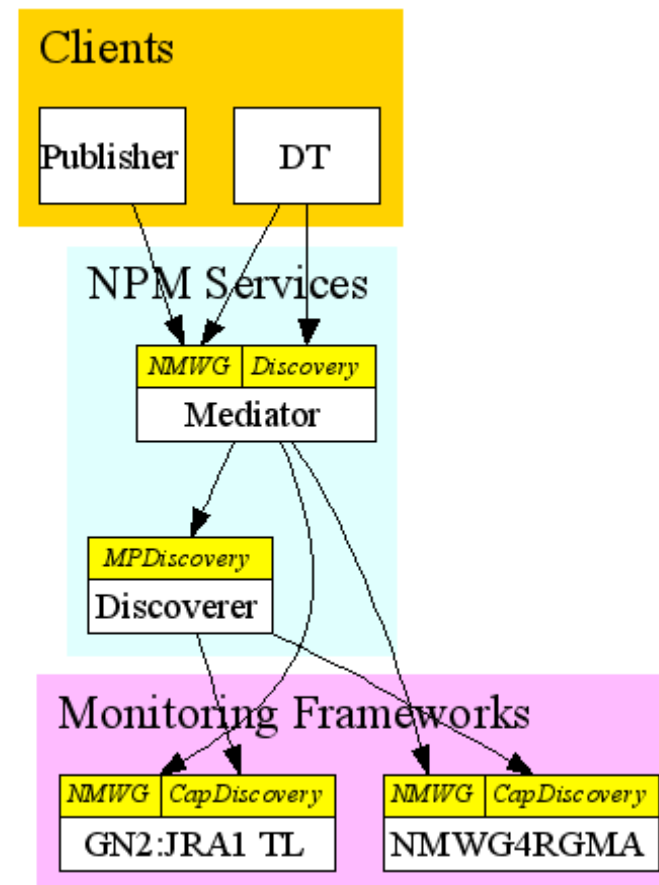 Clients
Publisher
DT
NPM Services
NMWG Discovery
Mediator
MPDiscovery
Discoverer
Monitoring Frameworks
NMWG CapDiscovery
GN2:JRA1 TL
NMWG CapDiscovery
NMWG4RGMA